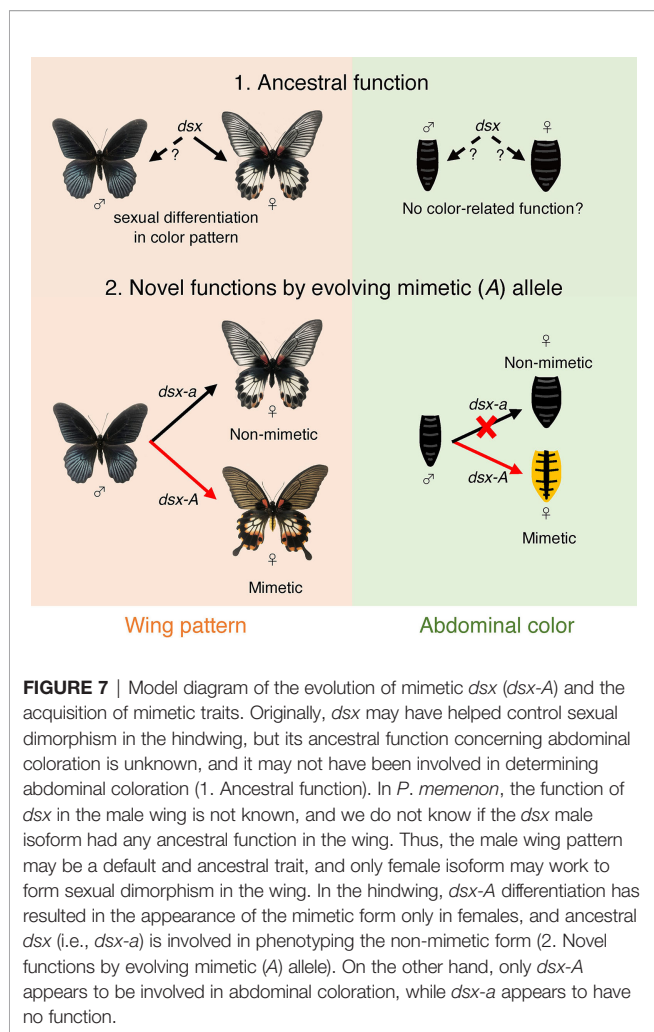 1. Ancestral function
dsx
?
♂
♀
sexual differentiation
in color pattern
♂
dsx
♀
?
?
No color-related function?
2. Novel functions by evolving mimetic (A) allele
dsx-a
♀
Non-mimetic
♂
dsx-A
♀
Mimetic
♀
Non-mimetic
dsx-a
♂
dsx-A
♀
Mimetic
Wing pattern
Abdominal color
FIGURE 7 | Model diagram of the evolution of mimetic dsx (dsx-A) and the
acquisition of mimetic traits. Originally, dsx may have helped control sexual
dimorphism in the hindwing, but its ancestral function concerning abdominal
coloration is unknown, and it may not have been involved in determining
abdominal coloration (1. Ancestral function). In P. memenon, the function of
dsx in the male wing is not known, and we do not know if the dsx male
isoform had any ancestral function in the wing. Thus, the male wing pattern
may be a default and ancestral trait, and only female isoform may work to
form sexual dimorphism in the wing. In the hindwing, dsx-A differentiation has
resulted in the appearance of the mimetic form only in females, and ancestral
dsx (i.e., dsx-a) is involved in phenotyping the non-mimetic form (2. Novel
functions by evolving mimetic (A) allele). On the other hand, only dsx-A
appears to be involved in abdominal coloration, while dsx-a appears to have
no function.